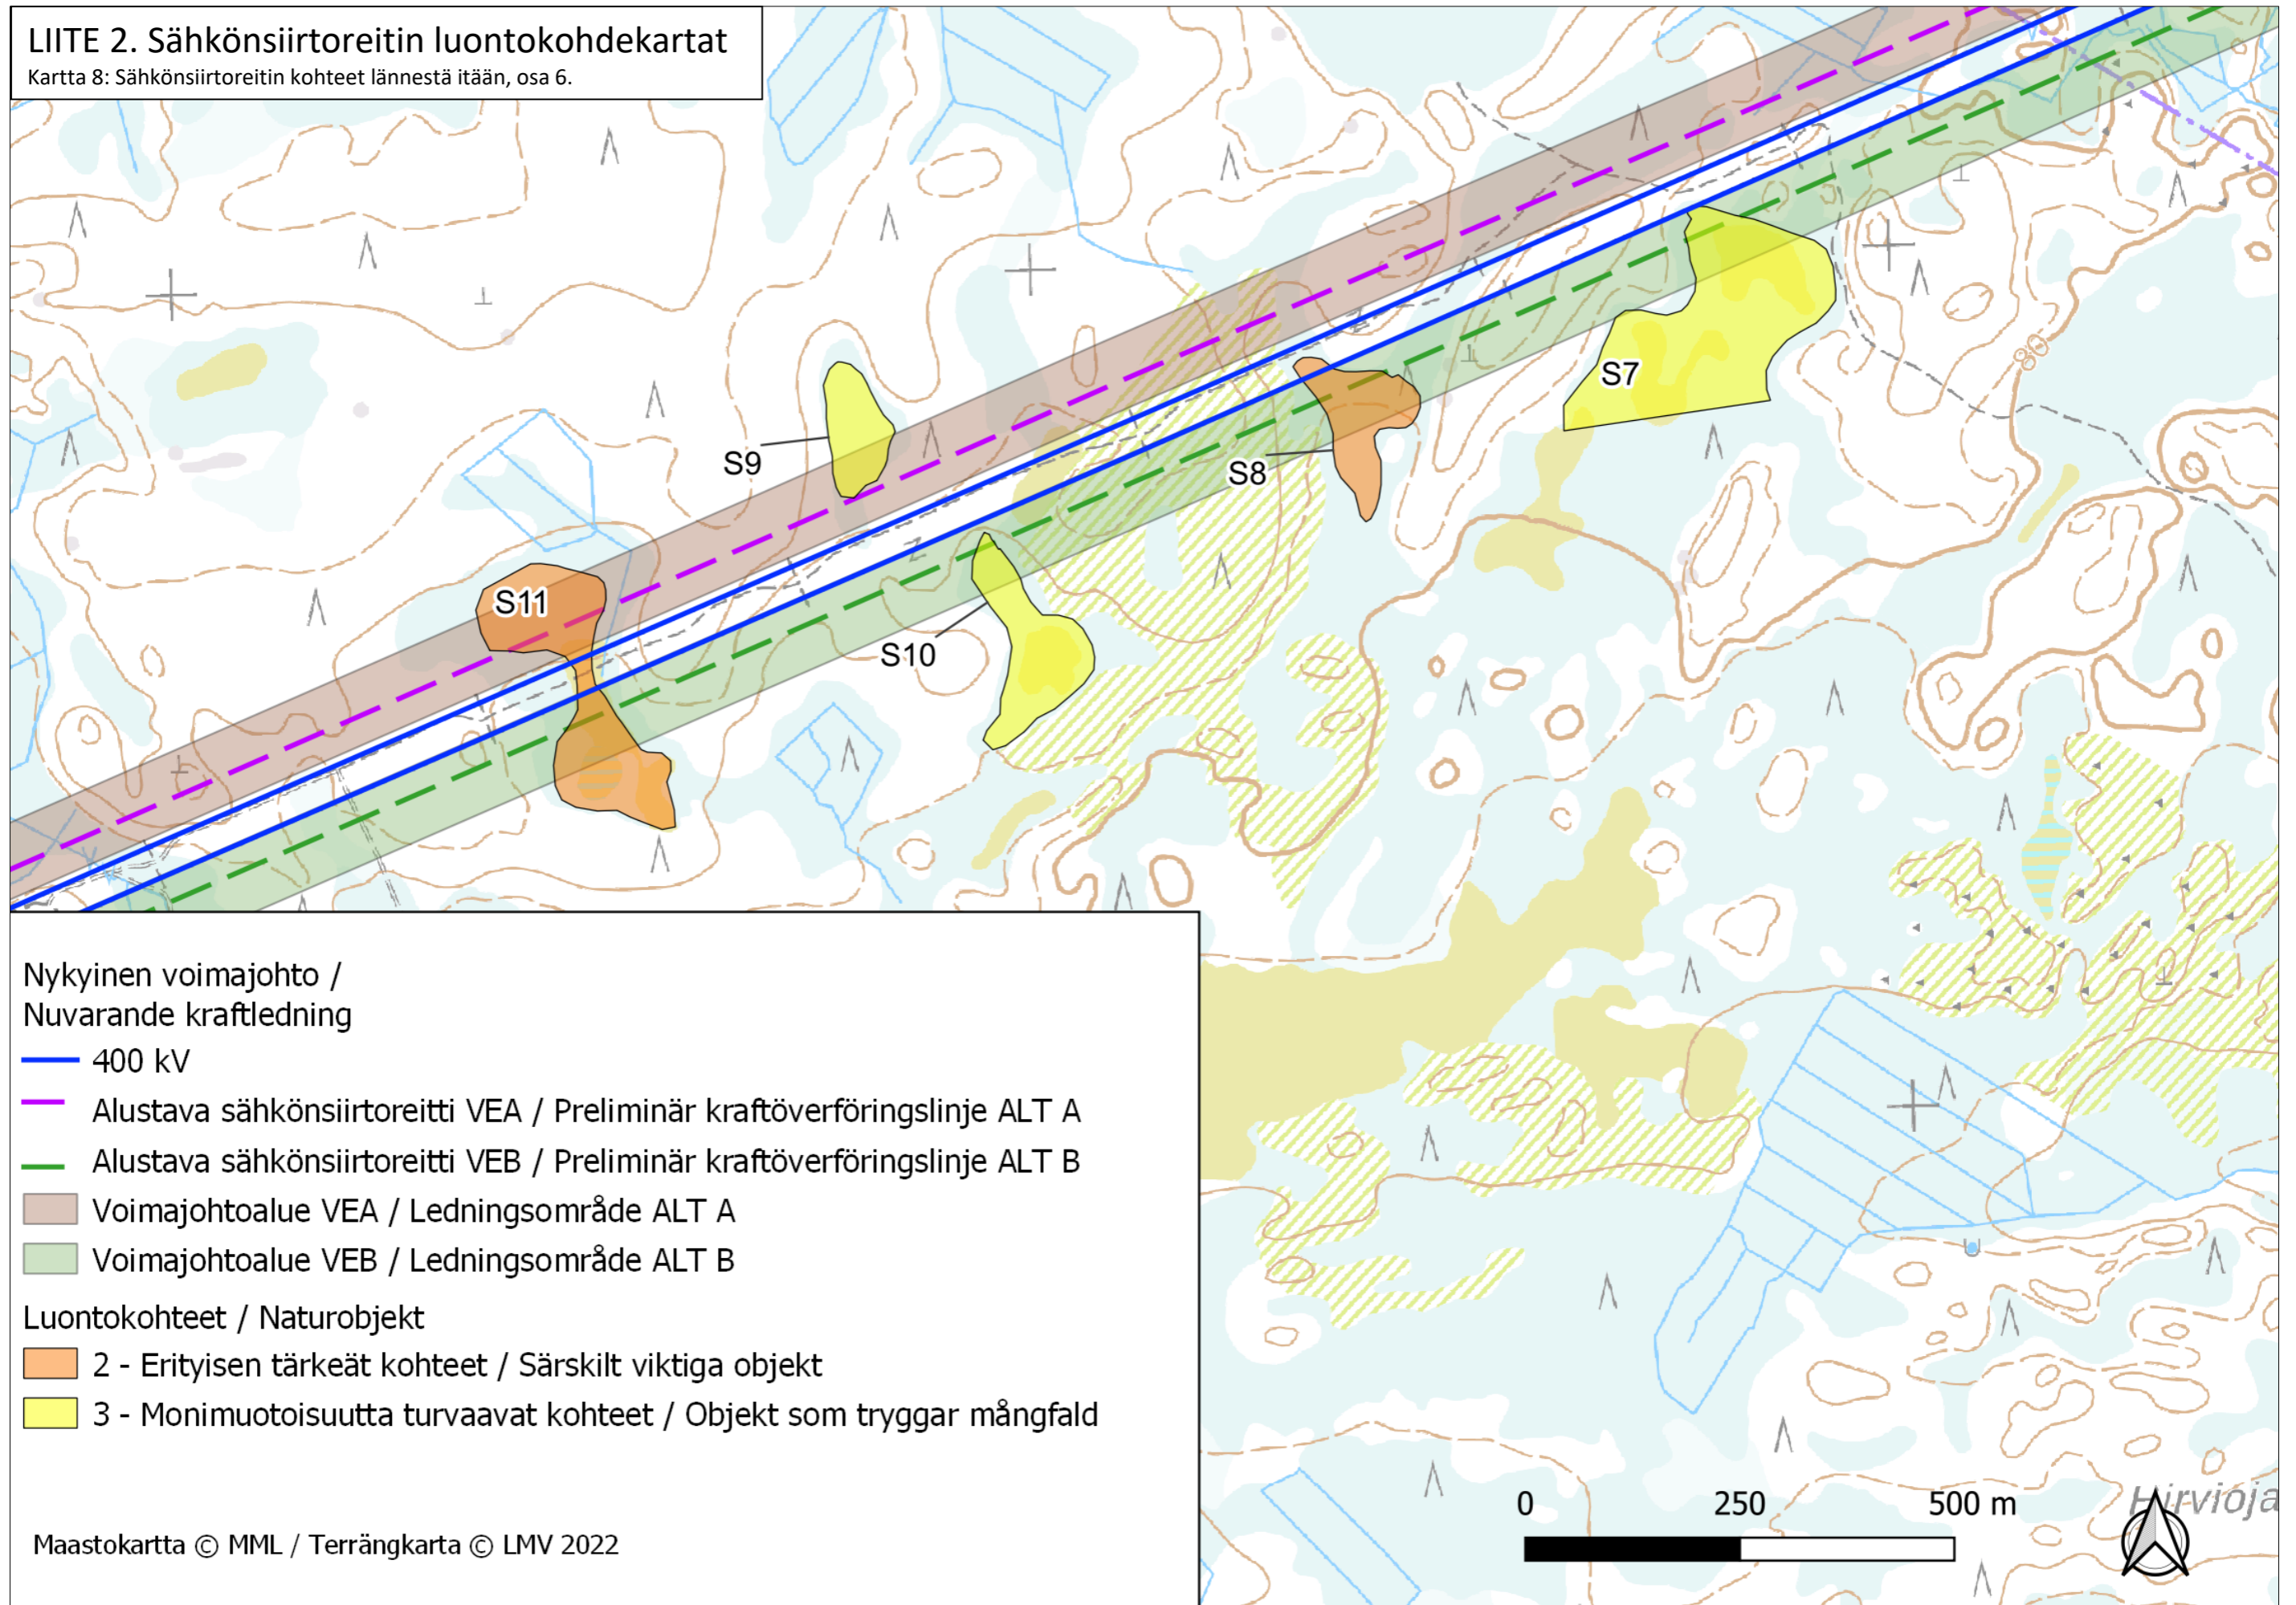 LIITE 2. Sähkönsiirtoreitin luontokohdekartat
Kartta 8: Sähkönsiirtoreitin kohteet lännestä itään, osa 6.
S7
S9
S8
S11
S10
Nykyinen voimajohto /
Nuvarande kraftledning
400 kV
Alustava sähkönsiirtoreitti VEA / Preliminär kraftöverföringslinje ALT A
Alustava sähkönsiirtoreitti VEB / Preliminär kraftöverföringslinje ALT B
Voimajohtoalue VEA / Ledningsområde ALT A
Voimajohtoalue VEB / Ledningsområde ALT B
Luontokohteet / Naturobjekt
2 - Erityisen tärkeät kohteet / Särskilt viktiga objekt
3 - Monimuotoisuutta turvaavat kohteet / Objekt som tryggar mångfald
0 250 500 m
Hirvioja
Maastokartta © MML / Terrängkarta © LMV 2022